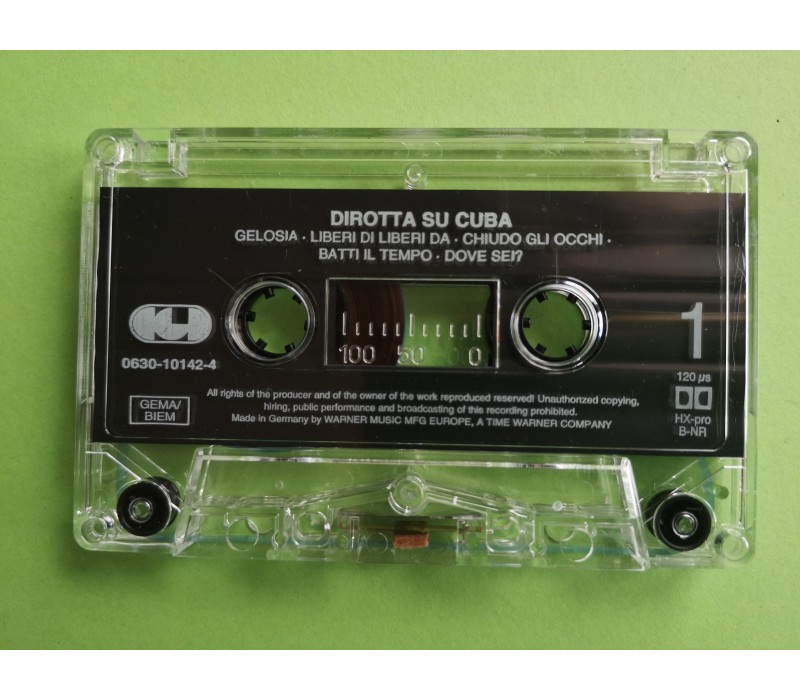 DIROTTA SU CUBA
GELOSIA · LIBERI DI LIBERI DA · CHIUDO GLI OCCHI ·
BATTI IL TEMPO · DOVE SEI?
100 50 0
CGD
0630-10142-4
1
120 µs
HX-pro
B-NR
GEMA/
BIEM
All rights of the producer and of the owner of the work reproduced reserved! Unauthorized copying,
hiring, public performance and broadcasting of this recording prohibited.
Made in Germany by WARNER MUSIC MFG EUROPE, A TIME WARNER COMPANY